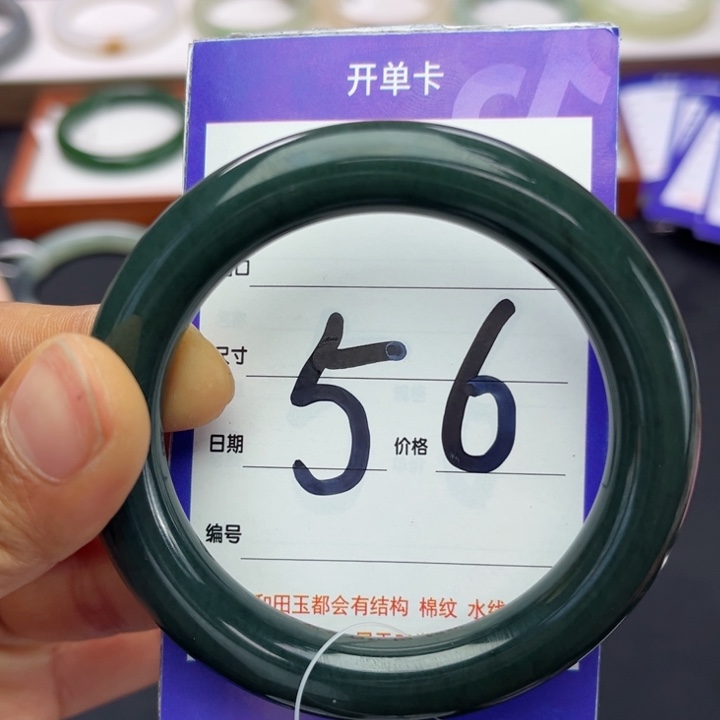 开单卡
口
尺寸
56
日期
价格
编号
和田玉都会有结构 棉纹 水线